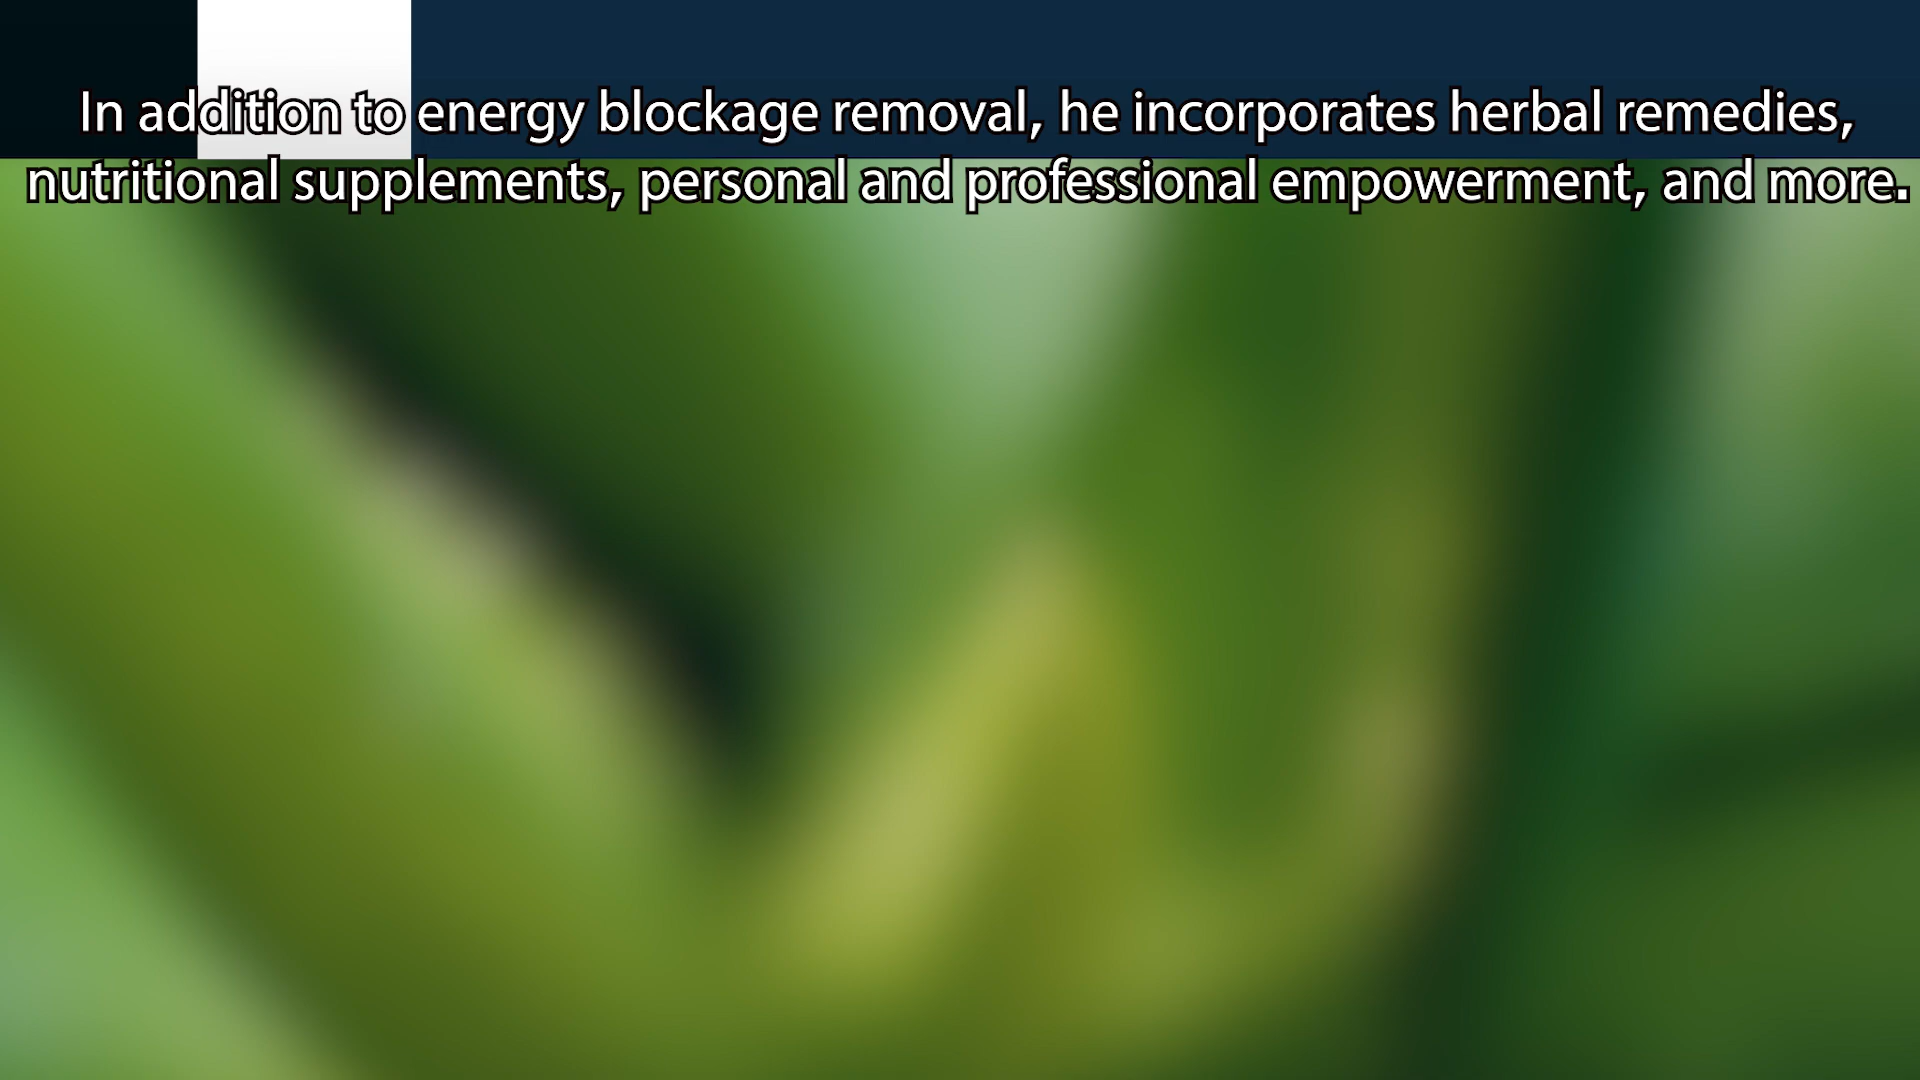 In addition to energy blockage removal, he incorporates herbal remedies,
nutritional supplements, personal and professional empowerment, and more.